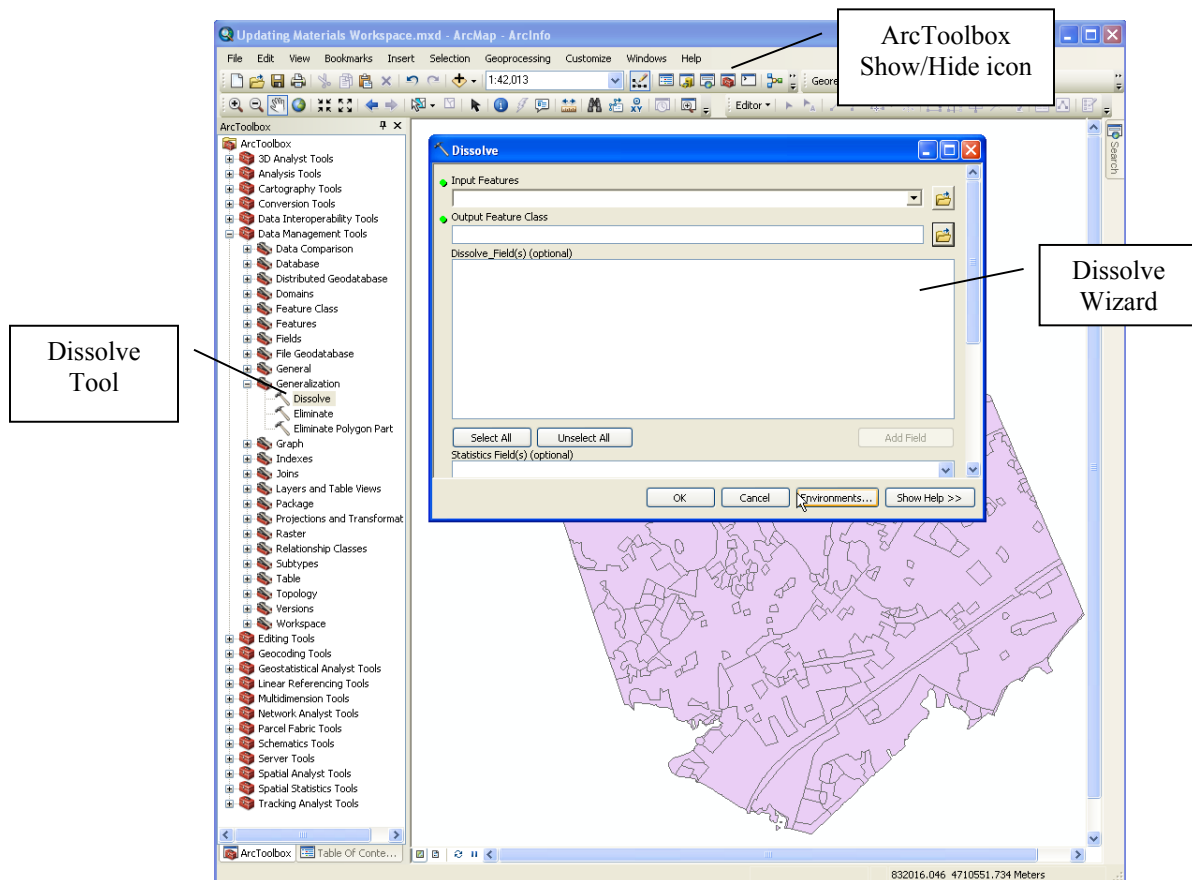 Updating Materials Workspace.mxd - ArcMap - ArcInfo
ArcToolbox
Show/Hide icon
File Edit View Bookmarks Insert Selection Geoprocessing Customize Windows Help
1:42,013
Geore
Editor
ArcToolbox
Search
ArcToolbox
3D Analyst Tools
Analysis Tools
Cartography Tools
Conversion Tools
Data Interoperability Tools
Data Management Tools
Data Comparison
Database
Distributed Geodatabase
Domains
Feature Class
Features
Fields
File Geodatabase
General
Generalization
Dissolve
Eliminate
Eliminate Polygon Part
Graph
Indexes
Joins
Layers and Table Views
Package
Projections and Transformat
Raster
Relationship Classes
Subtypes
Table
Topology
Versions
Workspace
Editing Tools
Geocoding Tools
Geostatistical Analyst Tools
Linear Referencing Tools
Multidimension Tools
Network Analyst Tools
Parcel Fabric Tools
Schematics Tools
Server Tools
Spatial Analyst Tools
Spatial Statistics Tools
Tracking Analyst Tools
ArcToolbox Table Of Conte...
Dissolve
Input Features
Output Feature Class
Dissolve_Field(s) (optional)
Select All Unselect All Add Field
Statistics Field(s) (optional)
OK Cancel Environments... Show Help >>
Dissolve
Wizard
Dissolve
Tool
832016.046 4710551.734 Meters